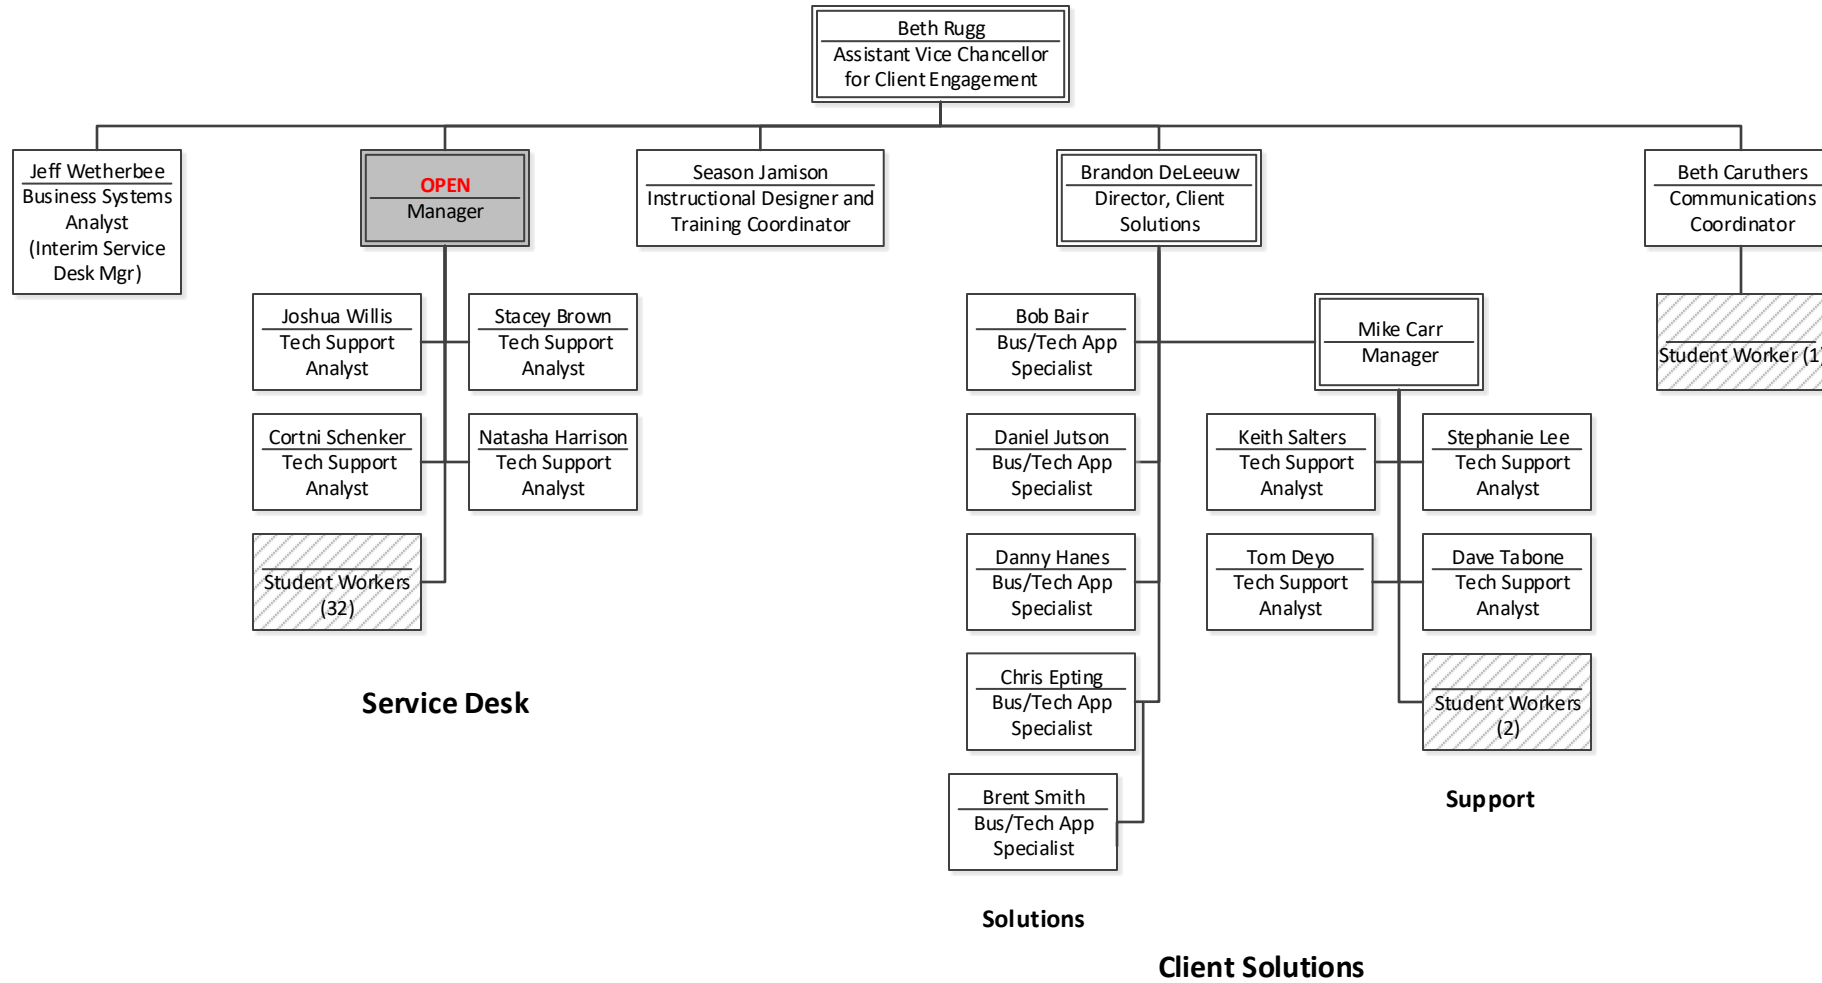 Beth Rugg
Assistant Vice Chancellor
for Client Engagement
Jeff Wetherbee
Business Systems
Analyst
(Interim Service
Desk Mgr)
OPEN
Manager
Season Jamison
Instructional Designer and
Training Coordinator
Brandon DeLeeuw
Director, Client
Solutions
Beth Caruthers
Communications
Coordinator
Joshua Willis
Tech Support
Analyst
Stacey Brown
Tech Support
Analyst
Bob Bair
Bus/Tech App
Specialist
Mike Carr
Manager
Student Worker (1)
Cortni Schenker
Tech Support
Analyst
Natasha Harrison
Tech Support
Analyst
Daniel Jutson
Bus/Tech App
Specialist
Keith Salters
Tech Support
Analyst
Stephanie Lee
Tech Support
Analyst
Student Workers
(32)
Danny Hanes
Bus/Tech App
Specialist
Tom Deyo
Tech Support
Analyst
Dave Tabone
Tech Support
Analyst
Service Desk
Chris Epting
Bus/Tech App
Specialist
Student Workers
(2)
Brent Smith
Bus/Tech App
Specialist
Support
Solutions
Client Solutions